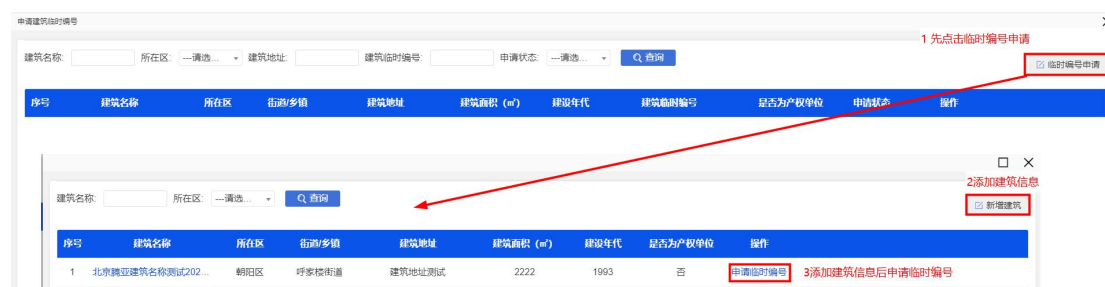 申请建筑临时编号
1 先点击临时编号申请
建筑名称: 所在区: ---请选... 建筑地址: 建筑临时编号: 申请状态: ---请选... 查询
临时编号申请
序号 建筑名称 所在区 街道/乡镇 建筑地址 建筑面积（㎡） 建设年代 建筑临时编号 是否为产权单位 申请状态 操作
2添加建筑信息
建筑名称: 所在区: ---请选... 查询 新增建筑
序号 建筑名称 所在区 街道/乡镇 建筑地址 建筑面积（㎡） 建设年代 是否为产权单位 操作
1 北京腾亚建筑名称测试202... 朝阳区 呼家楼街道 建筑地址测试 2222 1993 否 申请临时编号 3添加建筑信息后申请临时编号